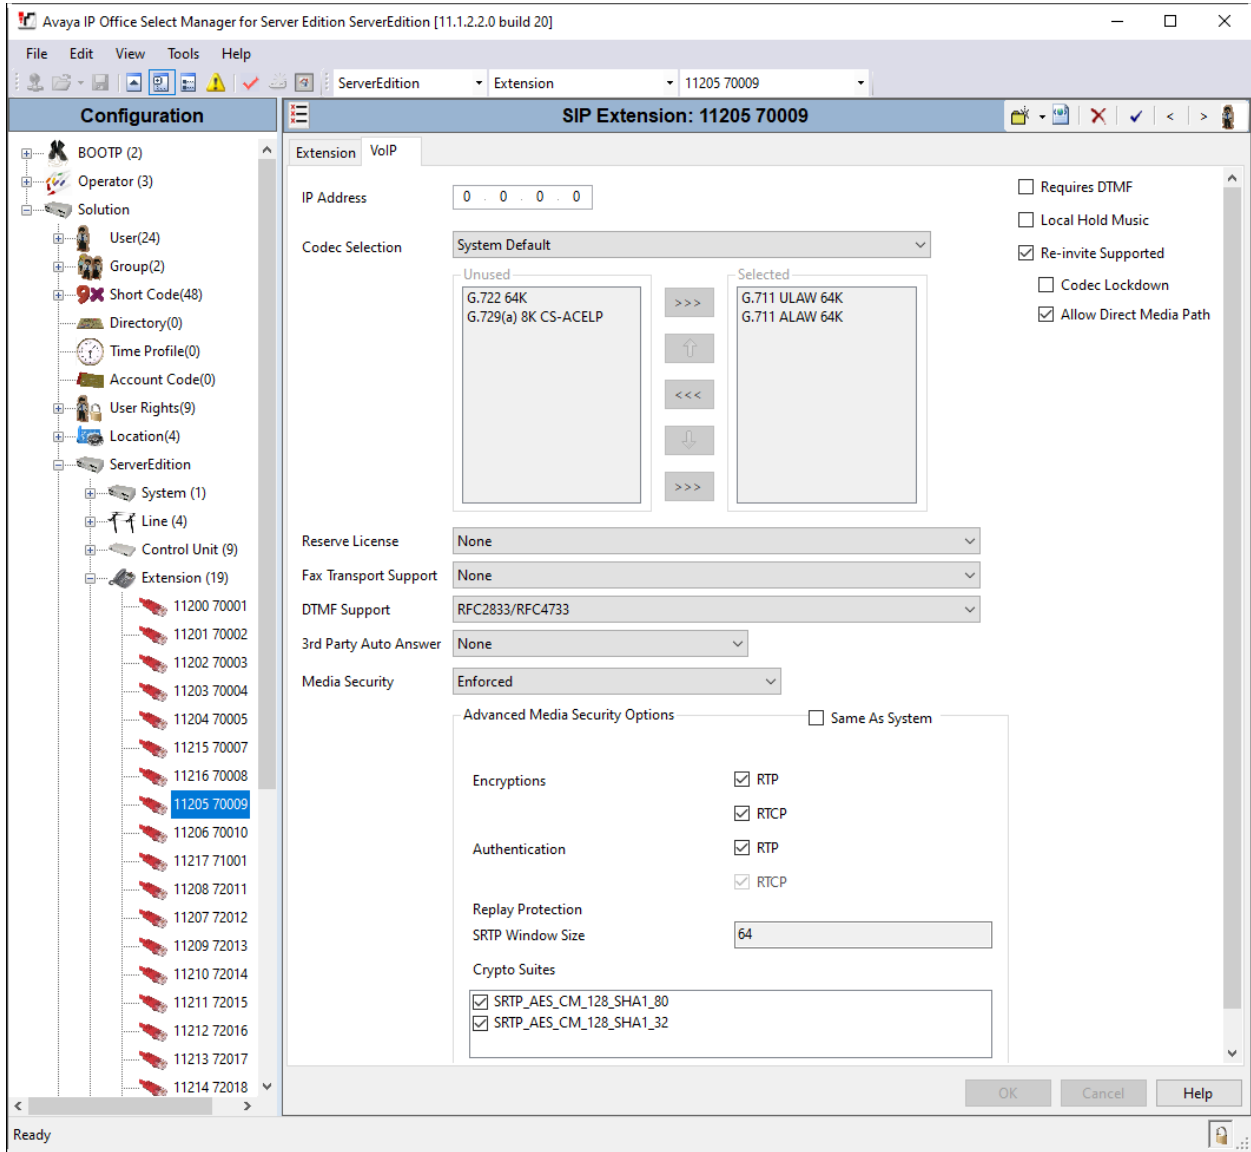 Avaya IP Office Select Manager for Server Edition ServerEdition [11.1.2.2.0 build 20]
File Edit View Tools Help
ServerEdition Extension 11205 70009
Configuration
BOOTP (2)
Operator (3)
Solution
User(24)
Group(2)
Short Code(48)
Directory(0)
Time Profile(0)
Account Code(0)
User Rights(9)
Location(4)
ServerEdition
System (1)
Line (4)
Control Unit (9)
Extension (19)
11200 70001
11201 70002
11202 70003
11203 70004
11204 70005
11215 70007
11216 70008
11205 70009
11206 70010
11217 71001
11208 72011
11207 72012
11209 72013
11210 72014
11211 72015
11212 72016
11213 72017
11214 72018
SIP Extension: 11205 70009
Extension VoIP
IP Address 0 . 0 . 0 . 0
Codec Selection System Default
Unused
G.722 64K
G.729(a) 8K CS-ACELP
>>>
<<<
>>>
Selected
G.711 ULAW 64K
G.711 ALAW 64K
Requires DTMF
Local Hold Music
Re-invite Supported
Codec Lockdown
Allow Direct Media Path
Reserve License None
Fax Transport Support None
DTMF Support RFC2833/RFC4733
3rd Party Auto Answer None
Media Security Enforced
Advanced Media Security Options Same As System
Encryptions RTP
RTCP
Authentication RTP
RTCP
Replay Protection
SRTP Window Size 64
Crypto Suites
SRTP_AES_CM_128_SHA1_80
SRTP_AES_CM_128_SHA1_32
OK Cancel Help
Ready